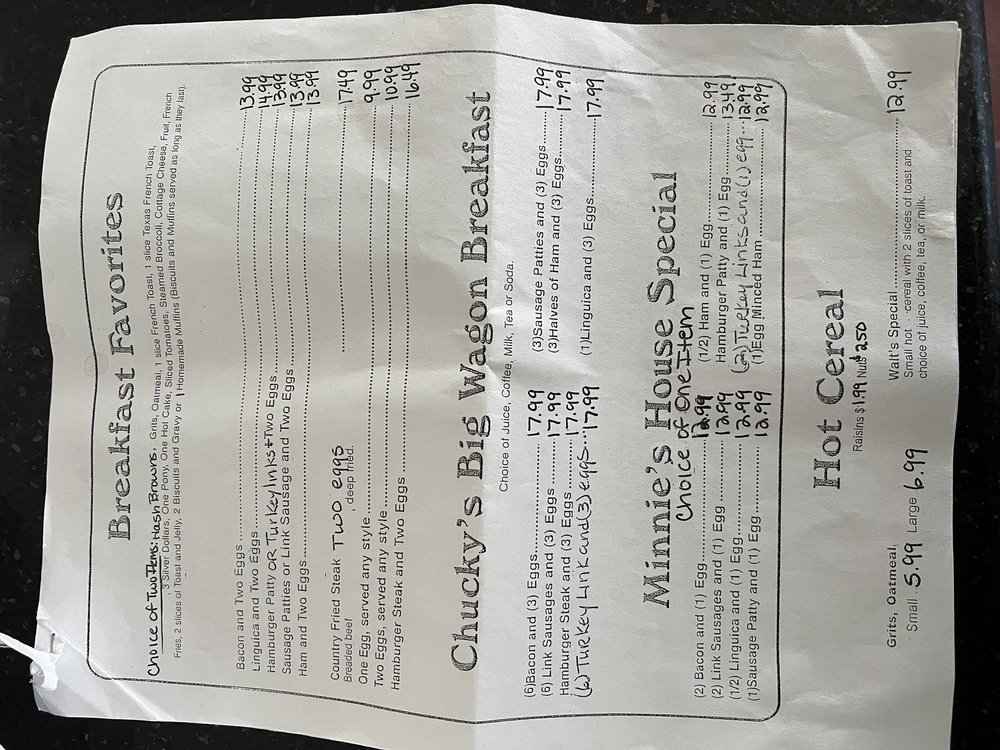 Breakfast Favorites
Choice of Two Items: Hash Browns, Grits, Oatmeal, 1 slice French Toast, 1 slice Texas French Toast,
3 Silver Dollars, One Pony, One Hot Cake, Sliced Tomatoes, Steamed Broccoli, Cottage Cheese, Fruit, French
Fries, 2 slices of Toast and Jelly, 2 Biscuits and Gravy or 1 Homemade Muffins (Biscuits and Muffins served as long as they last).
Bacon and Two Eggs 13.99
Linguica and Two Eggs 14.99
Hamburger Patty OR Turkey links + Two Eggs 13.99
Sausage Patties or Link Sausage and Two Eggs 13.99
Ham and Two Eggs 13.99
Country Fried Steak Two eggs 17.49
Breaded beef , deep fried.
One Egg, served any style 9.99
Two Eggs, served any style 10.99
Hamburger Steak and Two Eggs 16.49
Chucky's Big Wagon Breakfast
Choice of Juice, Coffee, Milk, Tea or Soda.
(6)Bacon and (3) Eggs 17.99
(6) Link Sausages and (3) Eggs 17.99
Hamburger Steak and (3) Eggs 17.99
(6) Turkey Link and (3) eggs 17.99
(3)Sausage Patties and (3) Eggs 17.99
(3)Halves of Ham and (3) Eggs 17.99
(1)Linguica and (3) Eggs 17.99
Minnie's House Special
Choice of One Item
(2) Bacon and (1) Egg 12.99
(2) Link Sausages and (1) Egg 12.99
(1/2) Linguica and (1) Egg 12.99
(1)Sausage Patty and (1) Egg 12.99
(1/2) Ham and (1) Egg 12.99
Hamburger Patty and (1) Egg 13.49
(2) Turkey Links and (1) egg 12.99
(1)Egg Minced Ham 12.99
Hot Cereal
Raisins $1.99 Nuts 2.50
Grits, Oatmeal:
Small 5.99 Large 6.99
Walt's Special 12.99
Small hot cereal with 2 slices of toast and
choice of juice, coffee, tea, or milk.